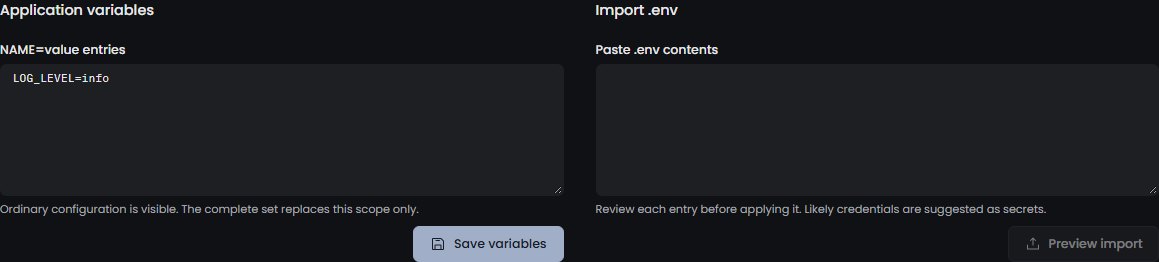 Application variables
NAME=value entries
LOG_LEVEL=info
Ordinary configuration is visible. The complete set replaces this scope only.
Save variables
Import .env
Paste .env contents
Review each entry before applying it. Likely credentials are suggested as secrets.
Preview import